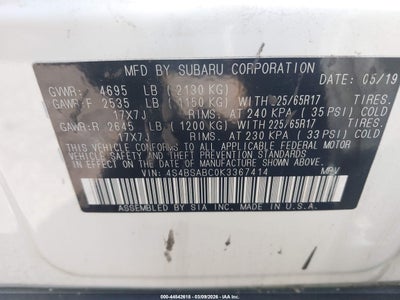 MFD BY SUBARU CORPORATION DATE: 05/19
GVWR: 4695 LB (2130 KG)
GAWR:F 2535 LB (1150 KG) WITH 225/65R17 TIRES.
17X7J RIMS. AT 240 KPA (35 PSI) COLD
GAWR:R 2645 LB (1200 KG) WITH 225/65R17 TIRES.
17X7J RIMS. AT 230 KPA (33 PSI) COLD
THIS VEHICLE CONFORMS TO ALL APPLICABLE FEDERAL MOTOR
VEHICLE SAFETY, BUMPER, AND THEFT PREVENTION STANDARDS IN
EFFECT ON THE DATE OF MANUFACTURE
SHOWN ABOVE
VIN: 4S4BSABC0K3367414 MPV
ASSEMBLED BY SIA INC. MADE IN U.S.A.
000-44542618 - 03/09/2026 - IAAI